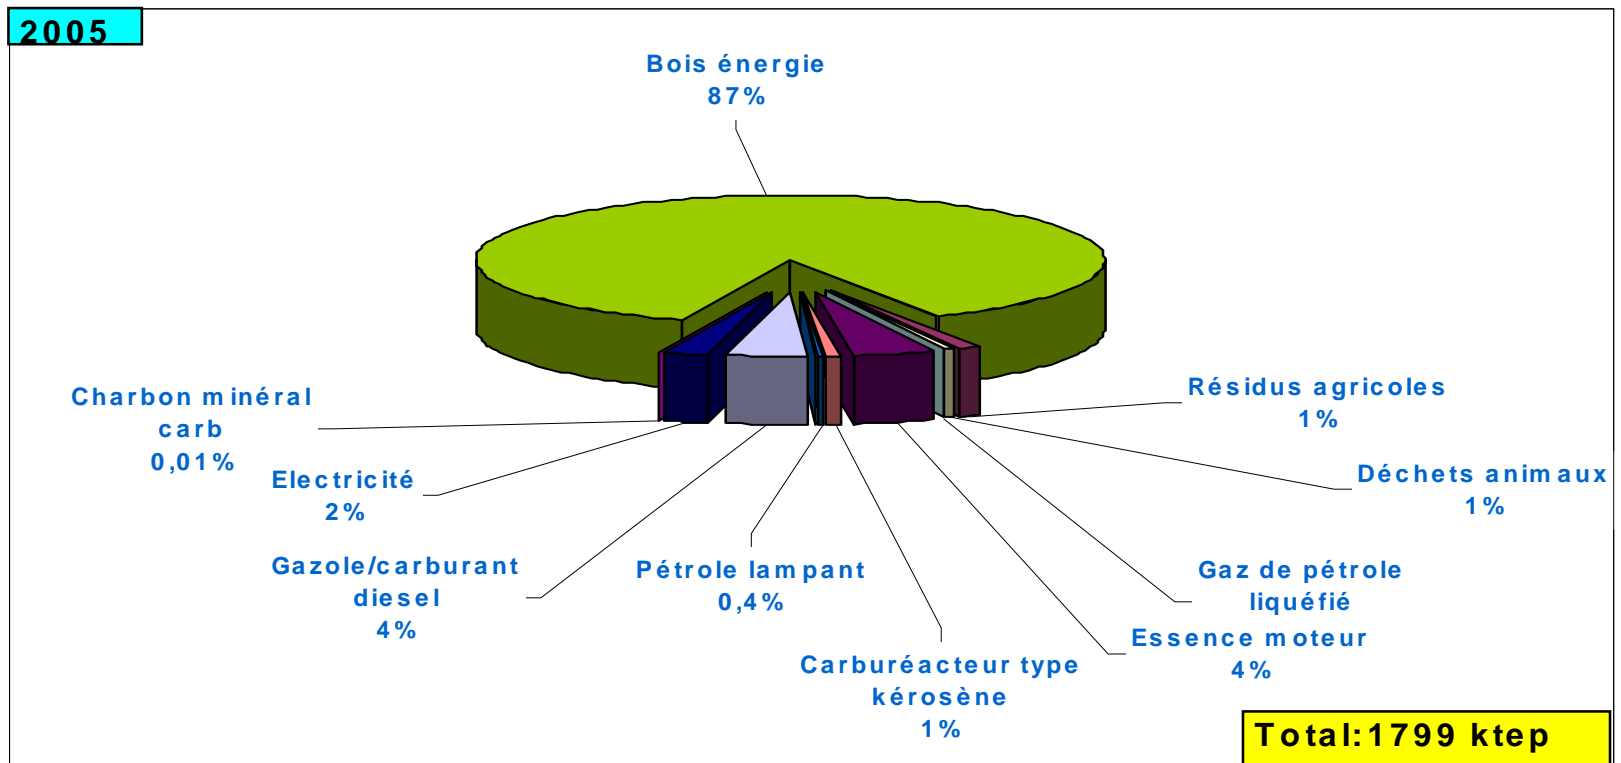 2005
Bois énergie
87%
Charbon minéral
carb
0,01%
Electricité
2%
Gazole/carburant
diesel
4%
Pétrole lampant
0,4%
Carburéacteur type
kérosène
1%
Essence moteur
4%
Gaz de pétrole
liquéfié
Déchets animaux
1%
Résidus agricoles
1%
Total:1799 ktep